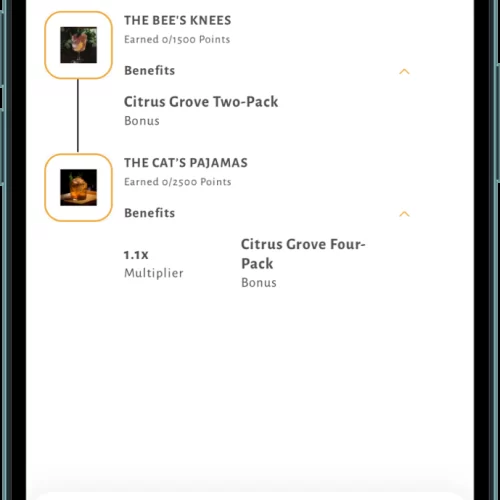 THE BEE'S KNEES
Earned 0/1500 Points
Benefits
Citrus Grove Two-Pack
Bonus
THE CAT'S PAJAMAS
Earned 0/2500 Points
Benefits
1.1x
Multiplier
Citrus Grove Four-
Pack
Bonus